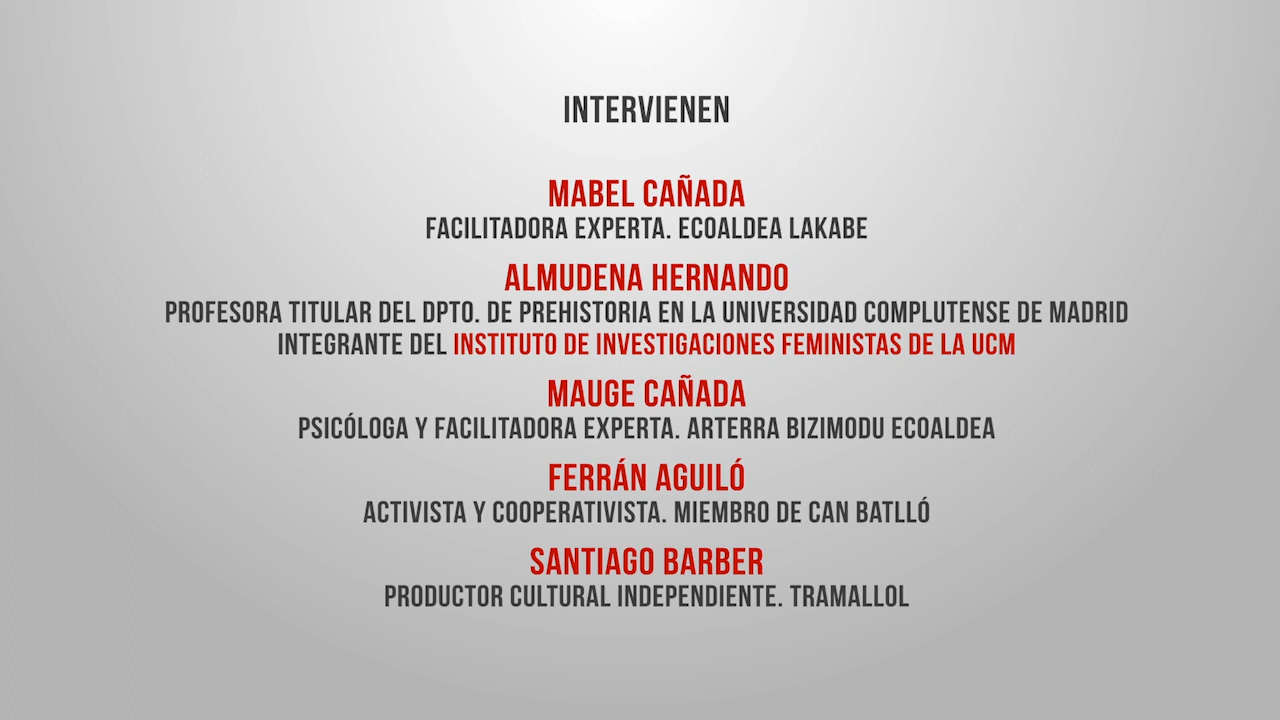 INTERVIENEN
MABEL CAÑADA
FACILITADORA EXPERTA. ECOALDEA LAKABE
ALMUDENA HERNANDO
PROFESORA TITULAR DEL DPTO. DE PREHISTORIA EN LA UNIVERSIDAD COMPLUTENSE DE MADRID
INTEGRANTE DEL INSTITUTO DE INVESTIGACIONES FEMINISTAS DE LA UCM
MAUGE CAÑADA
PSICÓLOGA Y FACILITADORA EXPERTA. ARTERRA BIZIMODU ECOALDEA
FERRÁN AGUILÓ
ACTIVISTA Y COOPERATIVISTA. MIEMBRO DE CAN BATLLÓ
SANTIAGO BARBER
PRODUCTOR CULTURAL INDEPENDIENTE. TRAMALLOL